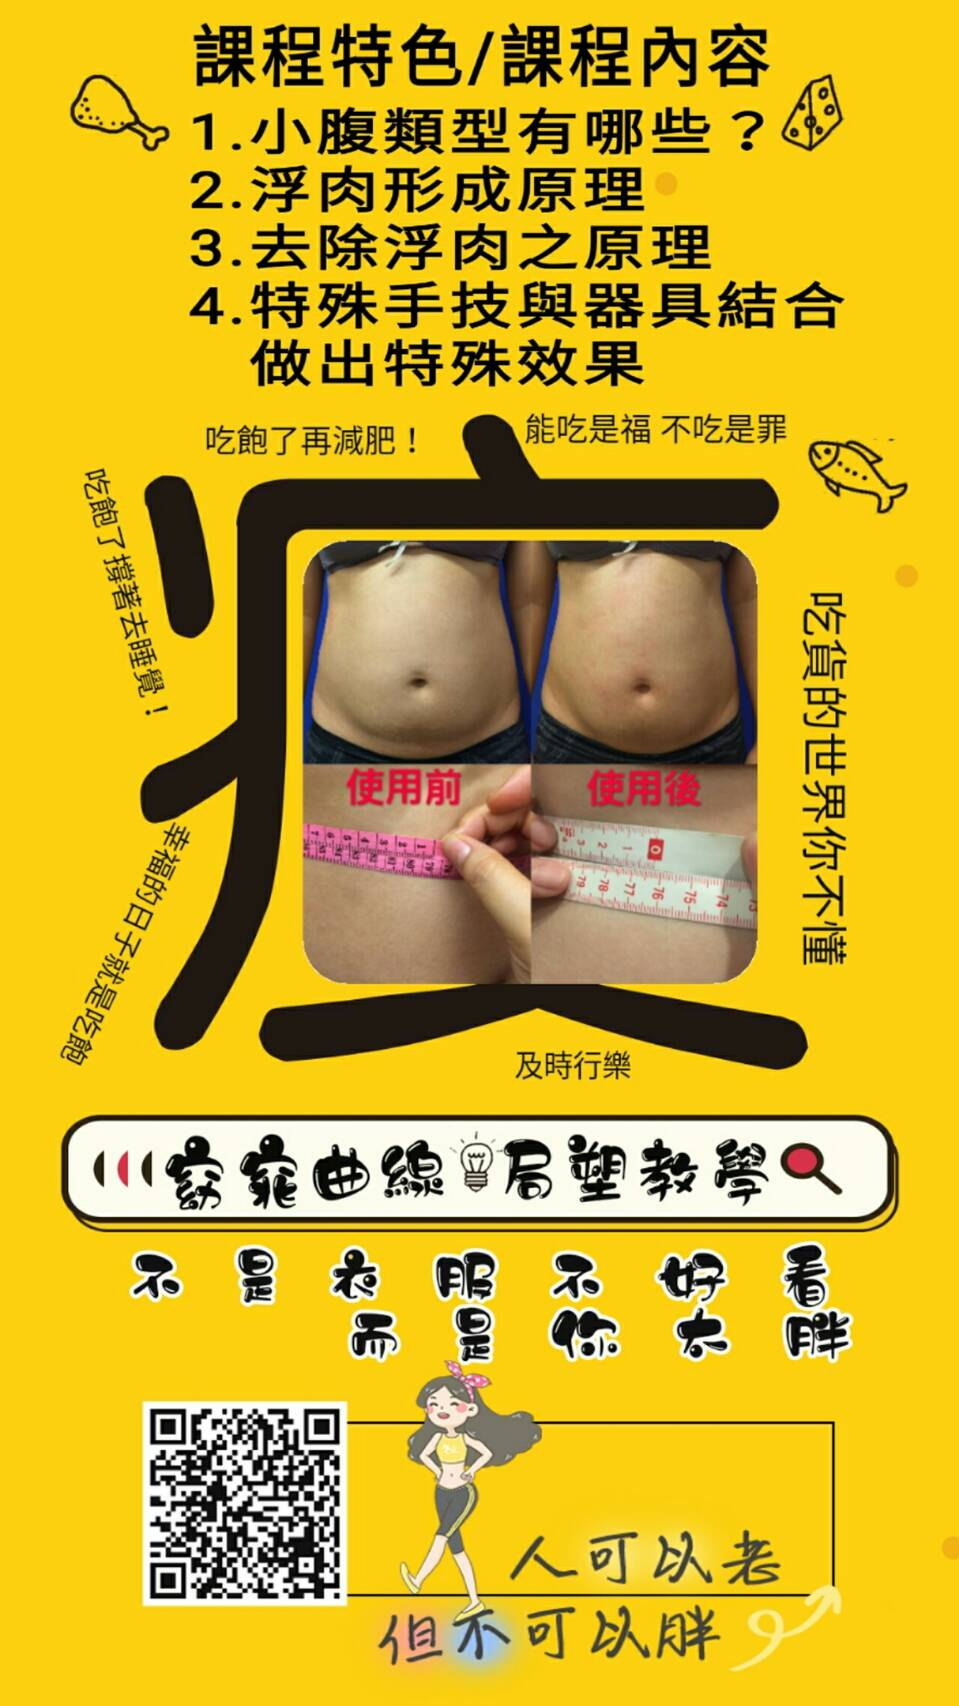 課程特色/課程內容
1.小腹類型有哪些？
2.浮肉形成原理
3.去除浮肉之原理
4.特殊手技與器具結合
做出特殊效果
吃飽了再減肥！
能吃是福 不吃是罪
吃飽了撐著去睡覺！
吃貨的世界你不懂
使用前
使用後
幸福的日子就是吃飽
及時行樂
窈窕曲線
局塑教學
不是衣服不好看
而是你太胖
人可以老
但不可以胖